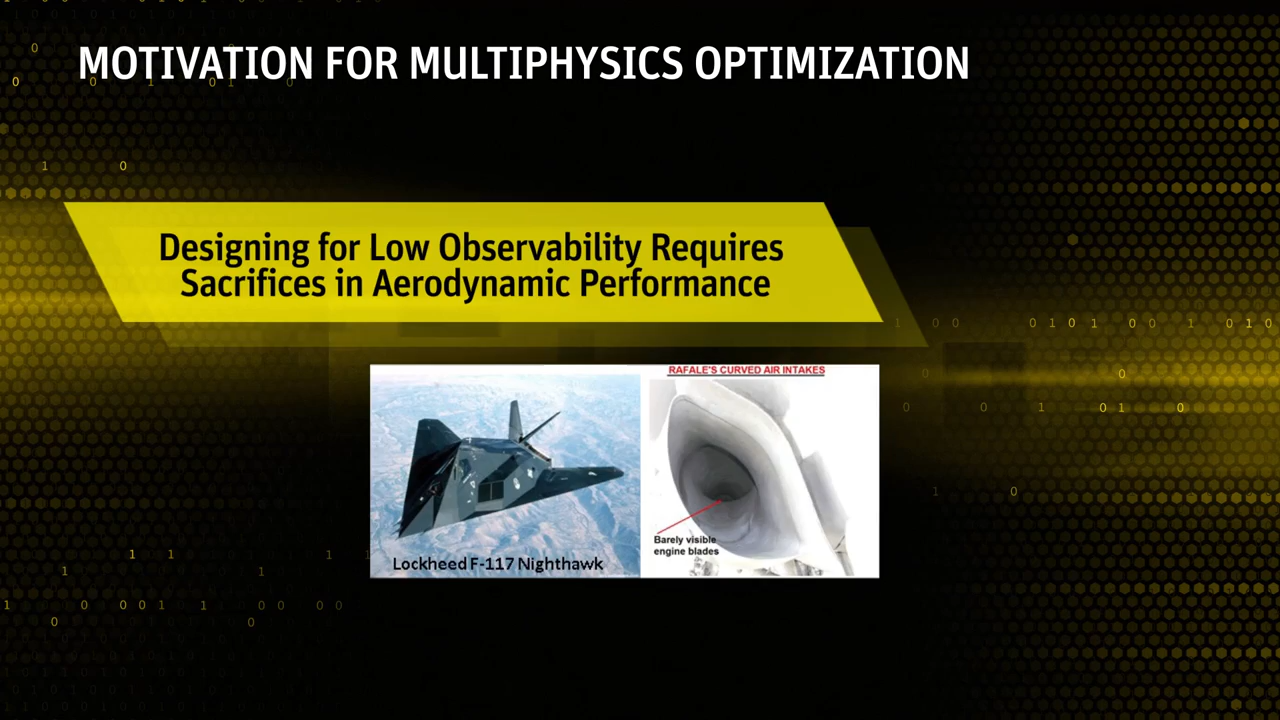 MOTIVATION FOR MULTIPHYSICS OPTIMIZATION
Designing for Low Observability Requires
Sacrifices in Aerodynamic Performance
RAFALE'S CURVED AIR INTAKES
Barely visible
engine blades
Lockheed F-117 Nighthawk